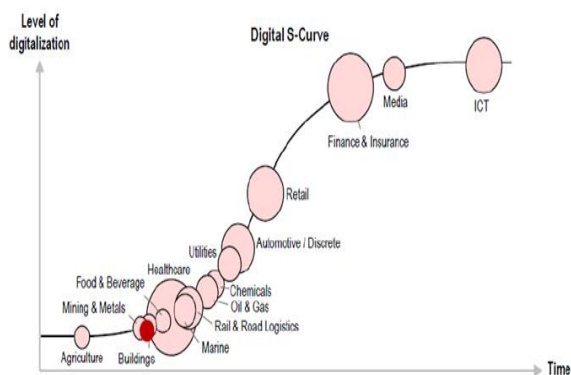 Level of
digitalization
Digital S-Curve
Media
ICT
Finance & Insurance
Retail
Automotive / Discrete
Utilities
Healthcare
Chemicals
Food & Beverage
Oil & Gas
Mining & Metals
Rail & Road Logistics
Marine
Agriculture
Buildings
Time